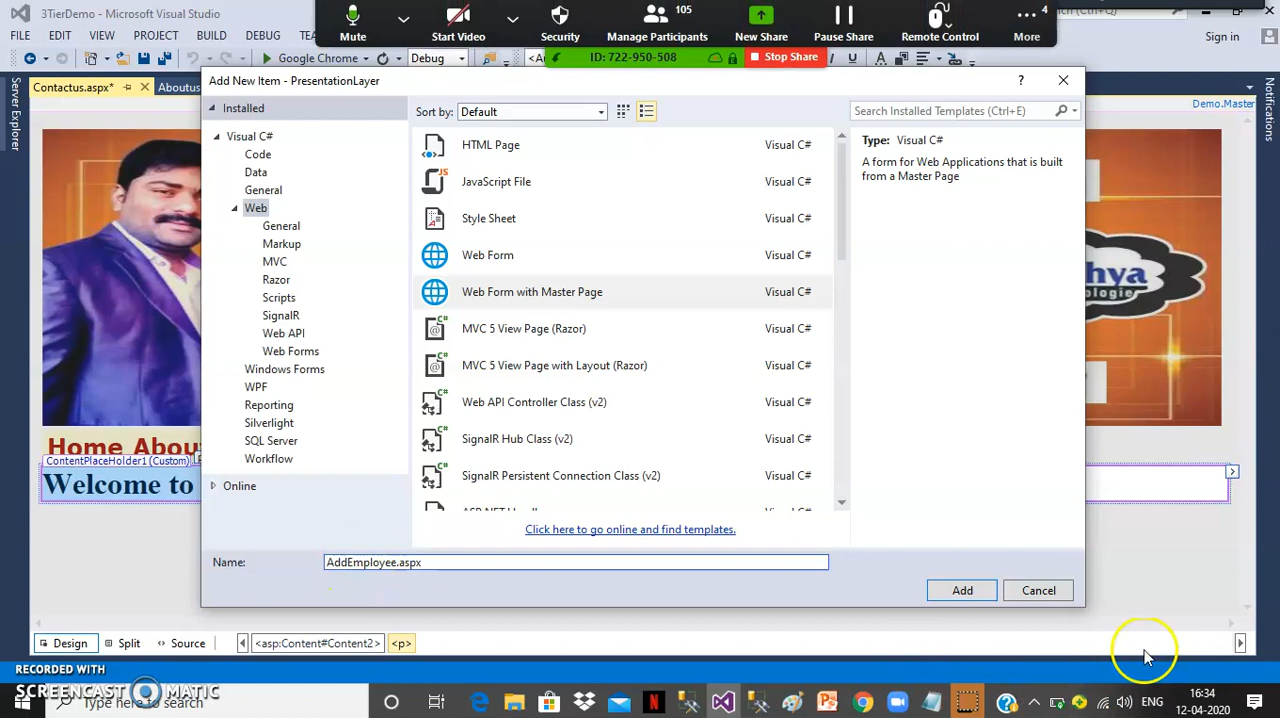 3TierDemo - Microsoft Visual Studio
Mute
Start Video
Security
105
Manage Participants
New Share
Pause Share
Remote Control
4
More
FILE EDIT VIEW PROJECT BUILD DEBUG
Sign in
Google Chrome
Debug
ID: 722-950-508
Stop Share
Contactus.aspx*
Aboutus
Demo.Master
Server Explorer
Notifications
Add New Item - PresentationLayer
Installed
Sort by: Default
Search Installed Templates (Ctrl+E)
Visual C#
Code
Data
General
Web
General
Markup
MVC
Razor
Scripts
SignalR
Web API
Web Forms
Windows Forms
WPF
Reporting
Silverlight
SQL Server
Workflow
Online
HTML Page Visual C#
JavaScript File Visual C#
Style Sheet Visual C#
Web Form Visual C#
Web Form with Master Page Visual C#
MVC 5 View Page (Razor) Visual C#
MVC 5 View Page with Layout (Razor) Visual C#
Web API Controller Class (v2) Visual C#
SignalR Hub Class (v2) Visual C#
SignalR Persistent Connection Class (v2) Visual C#
Type: Visual C#
A form for Web Applications that is built
from a Master Page
Click here to go online and find templates.
Name: AddEmployee.aspx
Add Cancel
Home
ContentPlaceHolder1 (Custom)
Welcome to
Design Split Source
<asp:Content#Content2> <p>
RECORDED WITH
SCREENCAST MATIC
Type here to search
ENG
16:34
12-04-2020